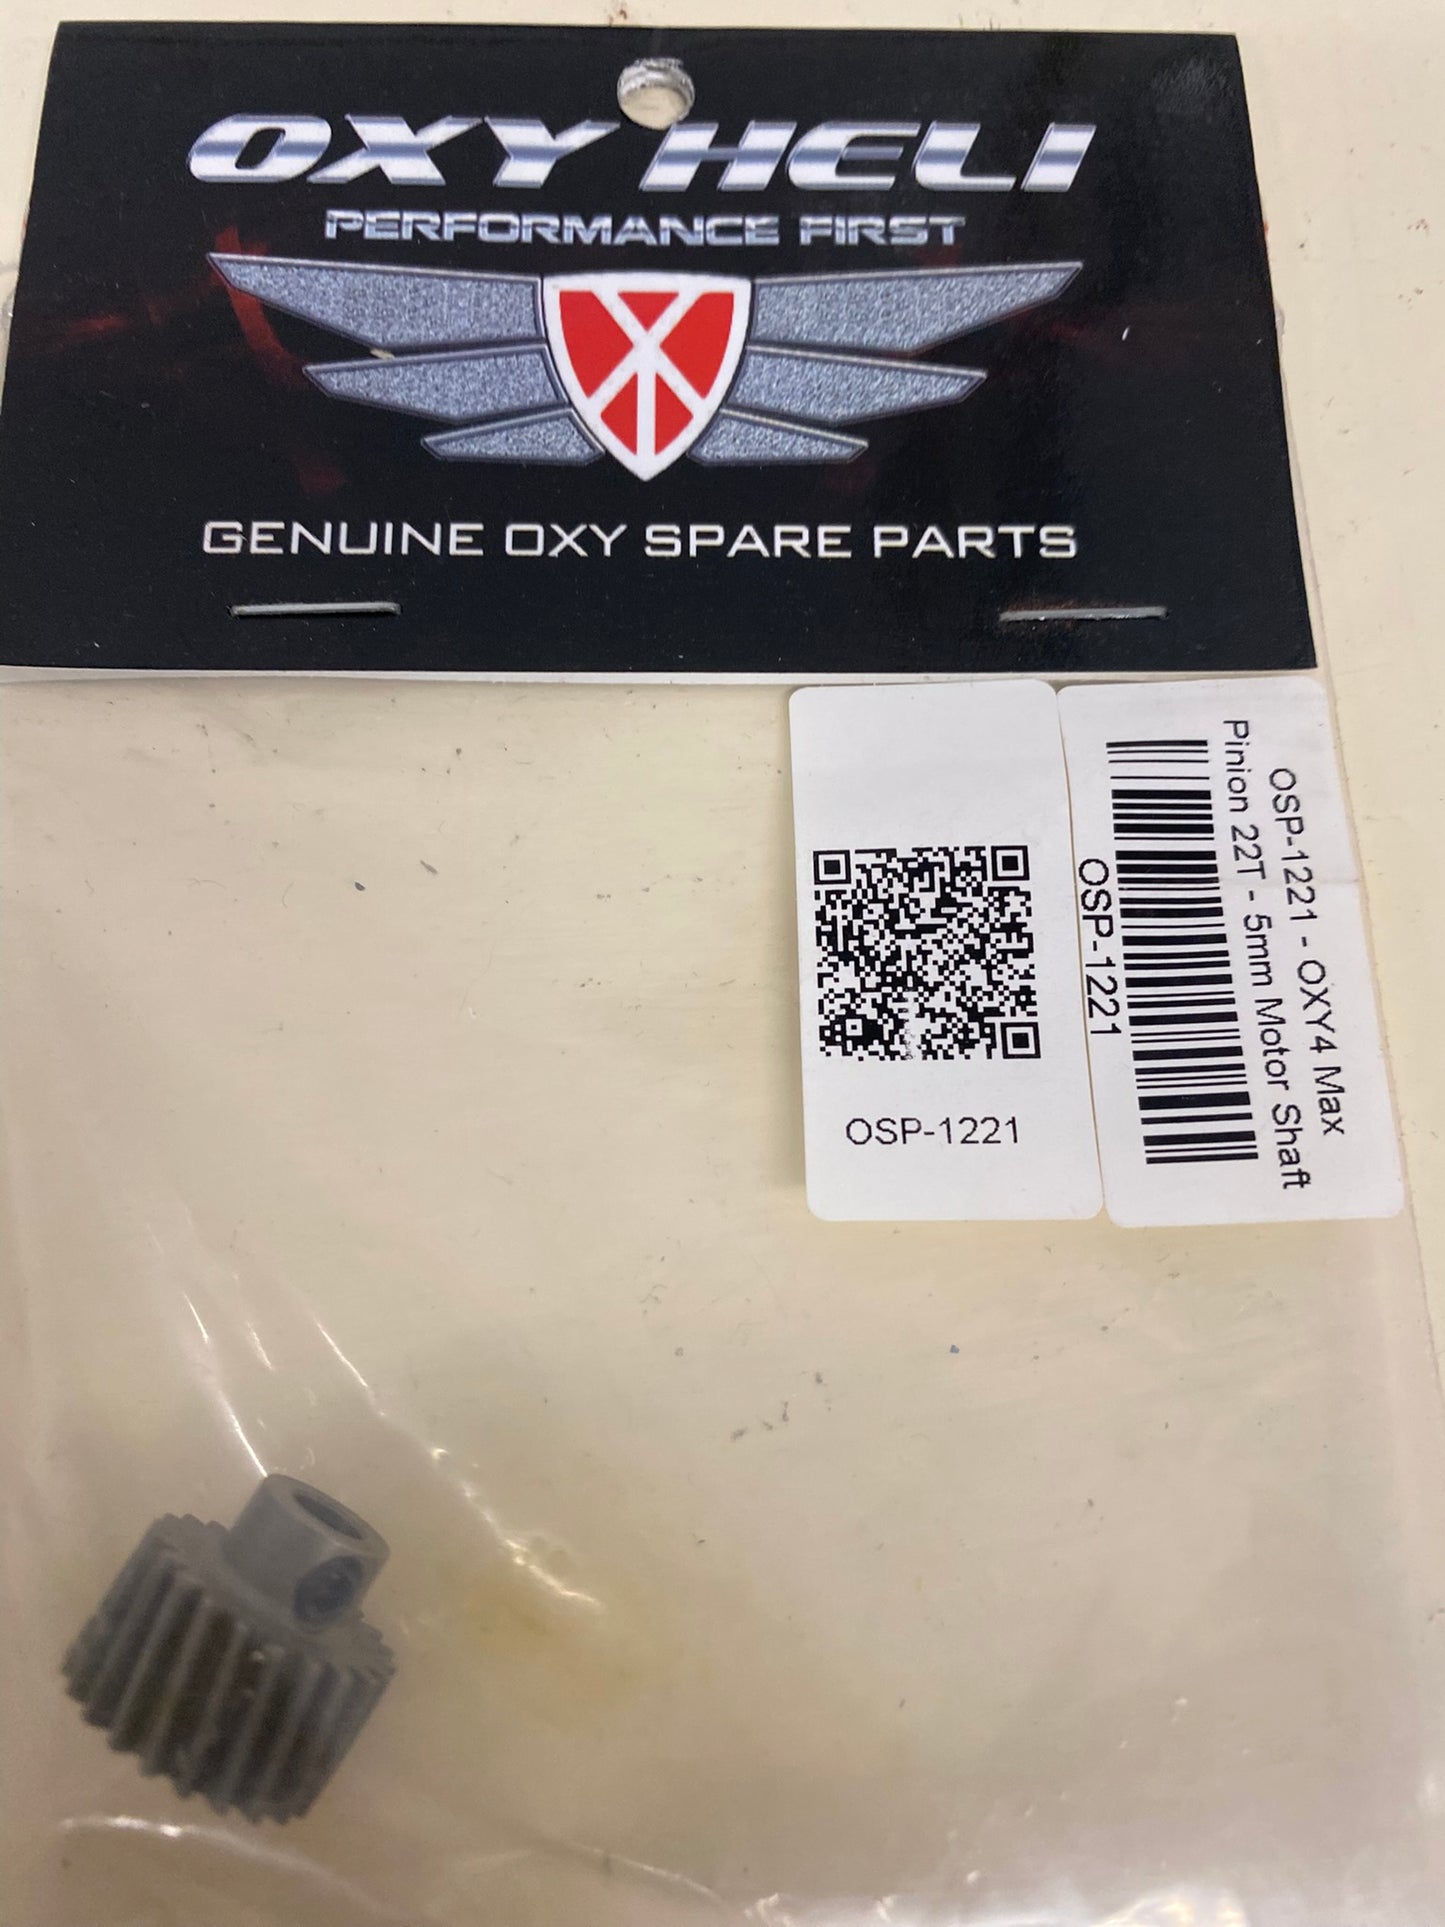 OXY HELI
PERFORMANCE FIRST
GENUINE OXY SPARE PARTS
OSP-1221 - OXY4 Max
Pinion 22T - 5mm Motor Shaft
OSP-1221
OSP-1221